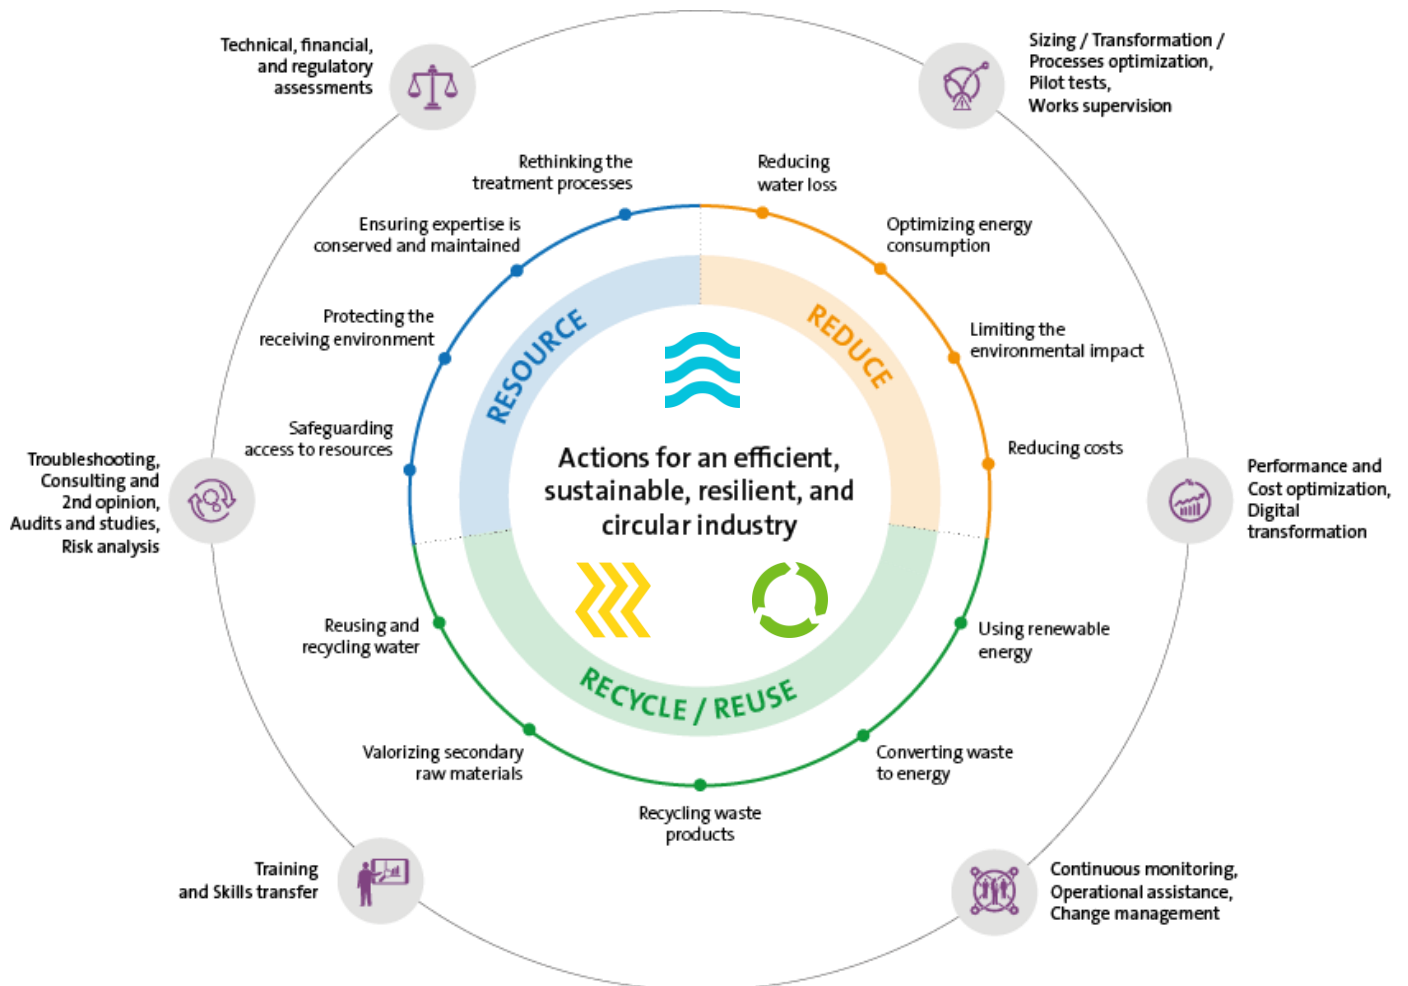 Technical, financial,
and regulatory
assessments
Sizing / Transformation /
Processes optimization,
Pilot tests,
Works supervision
Rethinking the
treatment processes
Reducing
water loss
Ensuring expertise is
conserved and maintained
Optimizing energy
consumption
Protecting the
receiving environment
Limiting the
environmental impact
Safeguarding
access to resources
Reducing costs
RESOURCE
REDUCE
Actions for an efficient,
sustainable, resilient, and
circular industry
Troubleshooting,
Consulting and
2nd opinion,
Audits and studies,
Risk analysis
Performance and
Cost optimization,
Digital
transformation
RECYCLE / REUSE
Reusing and
recycling water
Using renewable
energy
Valorizing secondary
raw materials
Converting waste
to energy
Recycling waste
products
Training
and Skills transfer
Continuous monitoring,
Operational assistance,
Change management